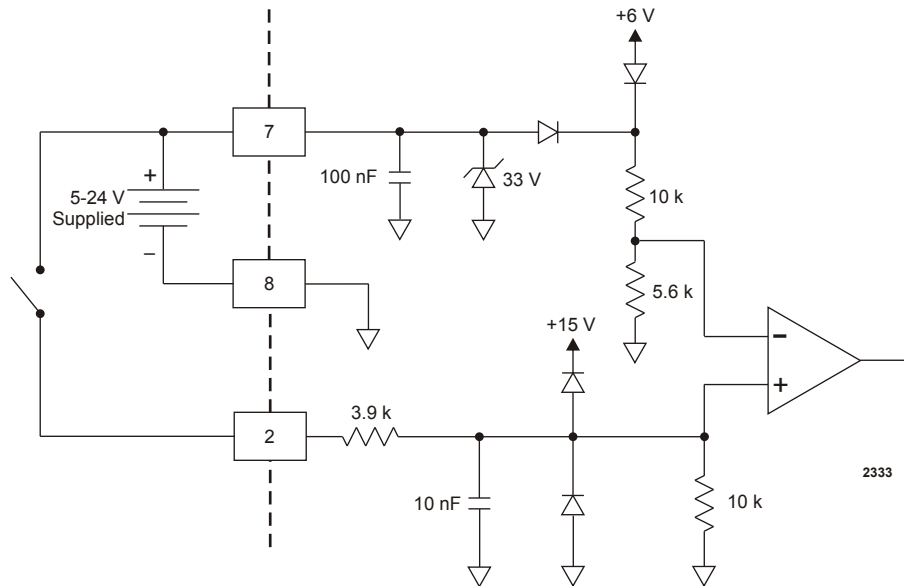 +6 V
7
100 nF
33 V
10 k
+
5-24 V
Supplied
–
8
5.6 k
+15 V
-
+
2
3.9 k
10 nF
10 k
2333